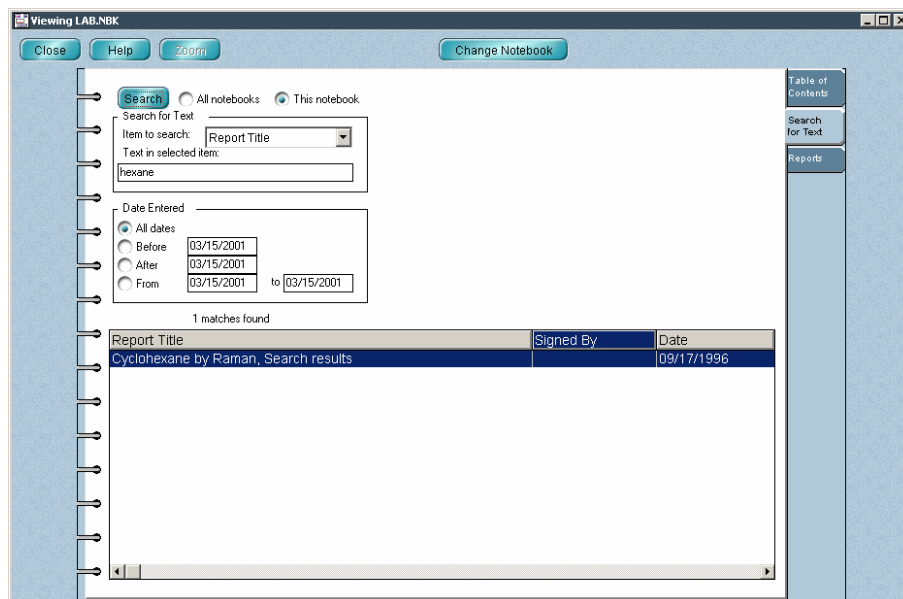 Viewing LAB.NBK
Close Help Zoom Change Notebook
Table of
Contents
Search
for Text
Reports
Search All notebooks This notebook
Search for Text
Item to search: Report Title
Text in selected item:
hexane
Date Entered
All dates
Before 03/15/2001
After 03/15/2001
From 03/15/2001 to 03/15/2001
1 matches found
Report Title Signed By Date
Cyclohexane by Raman, Search results 09/17/1996